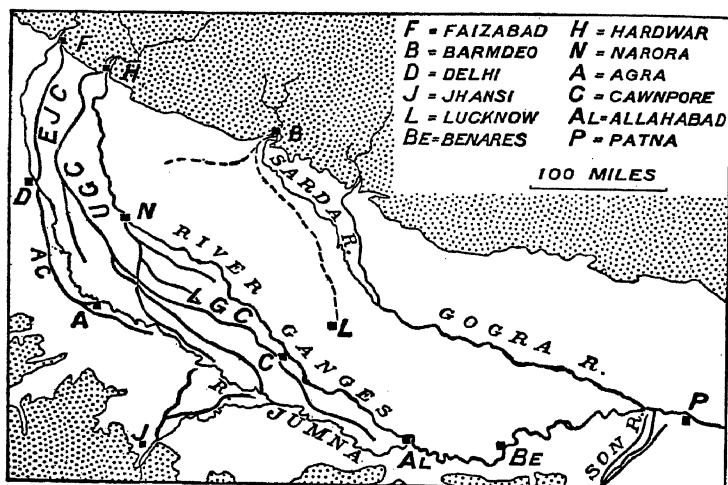 F = FAIZABAD H = HARDWAR
B = BARMDEO N = NARORA
D = DELHI A = AGRA
J = JHANSI C = CAWNPORE
L = LUCKNOW AL = ALLAHABAD
BE = BENARES P = PATNA
100 MILES
F
H
EJC
UGC
B
SARDA R.
D
N
AC
RIVER GANGES
LGC
A
L
GOGRA R.
C
J
R. JUMNA
AL
BE
SON R.
P